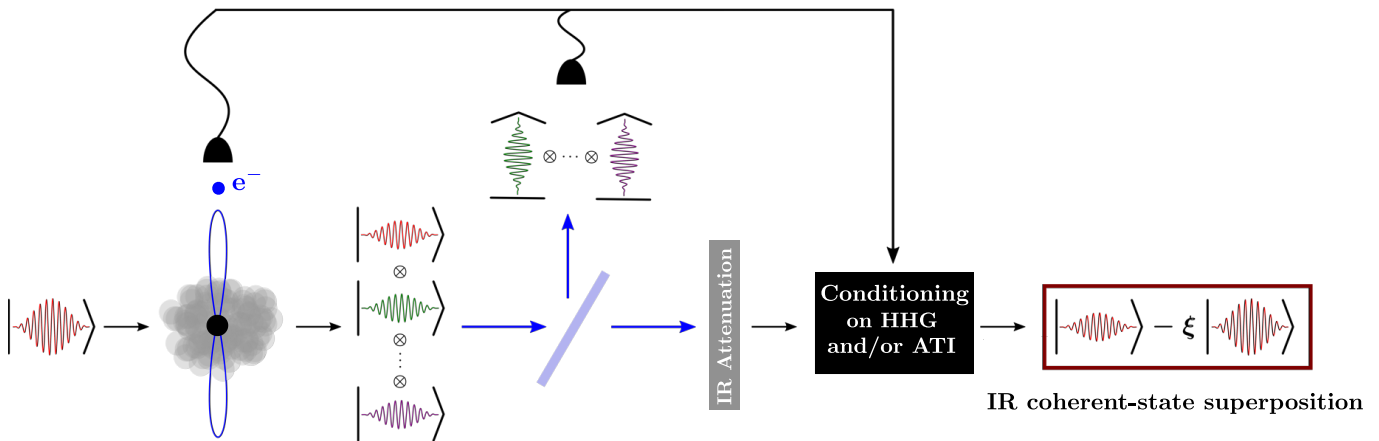 e⁻
⊗
⊗
⊗ ⋯ ⊗
⋮
⊗
IR Attenuation
Conditioning
on HHG
and/or ATI
− ξ
IR coherent-state superposition